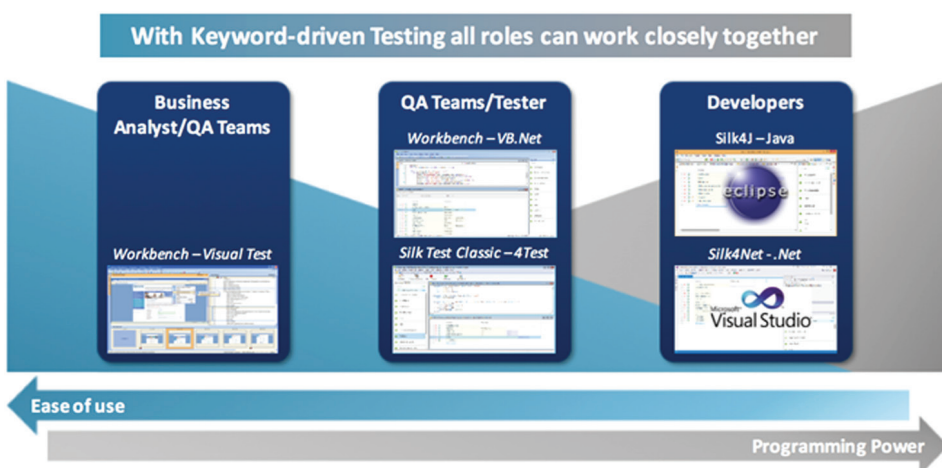 With Keyword-driven Testing all roles can work closely together
Business
Analyst/QA Teams
Workbench – Visual Test
QA Teams/Tester
Workbench – VB.Net
Silk Test Classic – 4Test
Developers
Silk4J – Java
eclipse
Silk4Net - .Net
Microsoft
Visual Studio
Ease of use
Programming Power